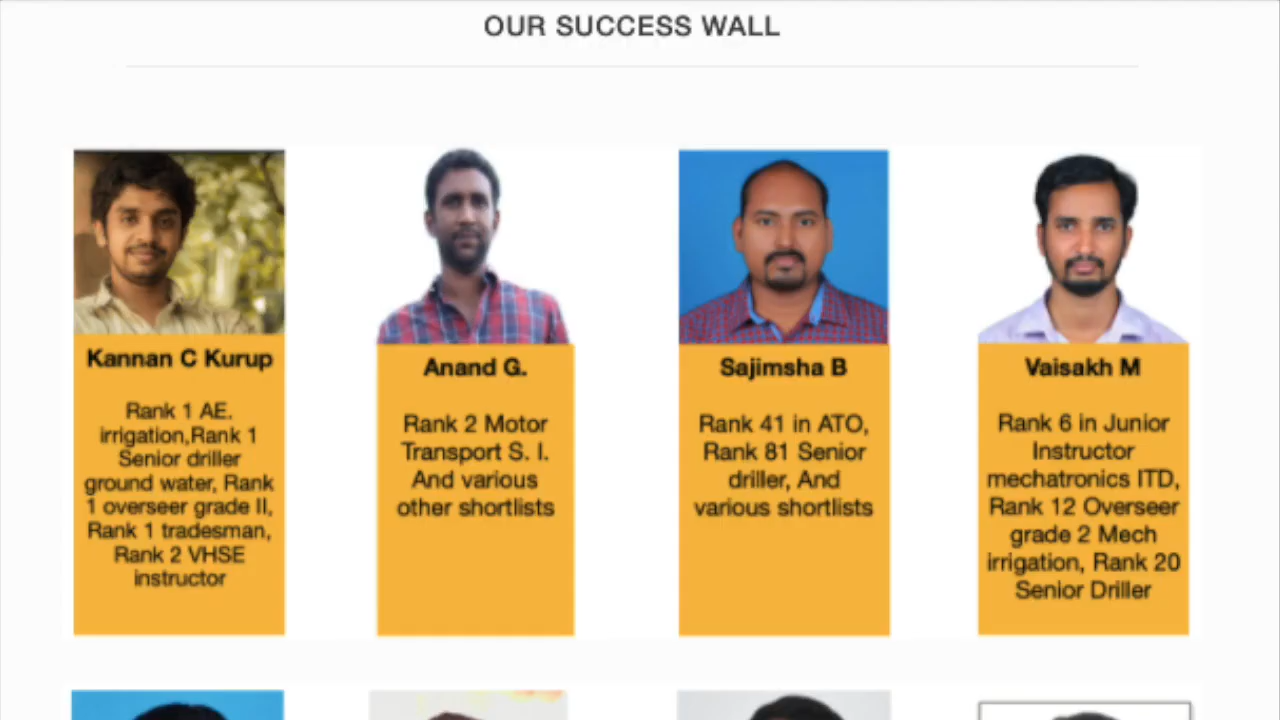 OUR SUCCESS WALL
Kannan C Kurup
Rank 1 AE.
irrigation,Rank 1
Senior driller
ground water, Rank
1 overseer grade II,
Rank 1 tradesman,
Rank 2 VHSE
instructor
Anand G.
Rank 2 Motor
Transport S. I.
And various
other shortlists
Sajimsha B
Rank 41 in ATO,
Rank 81 Senior
driller, And
various shortlists
Vaisakh M
Rank 6 in Junior
Instructor
mechatronics ITD,
Rank 12 Overseer
grade 2 Mech
irrigation, Rank 20
Senior Driller